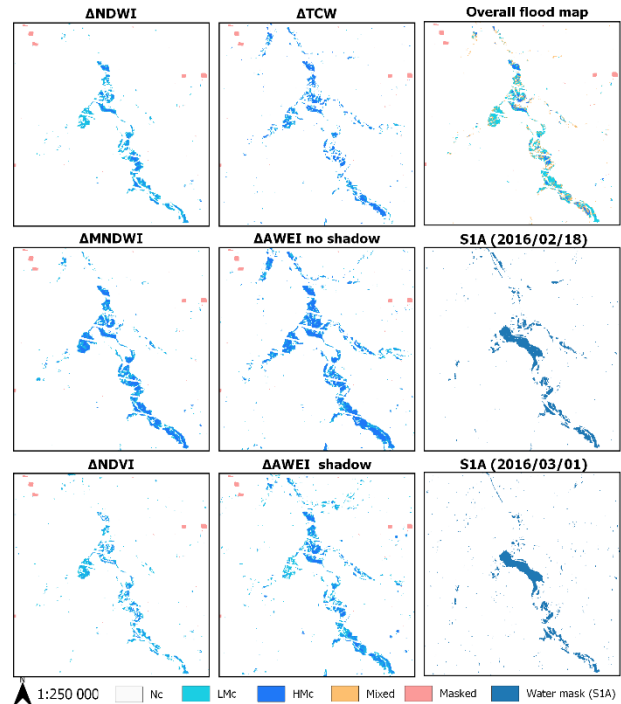 ΔNDWI
ΔTCW
Overall flood map
ΔMNDWI
ΔAWEI no shadow
S1A (2016/02/18)
ΔNDVI
ΔAWEI shadow
S1A (2016/03/01)
N
1:250 000
Nc
LMc
HMc
Mixed
Masked
Water mask (S1A)